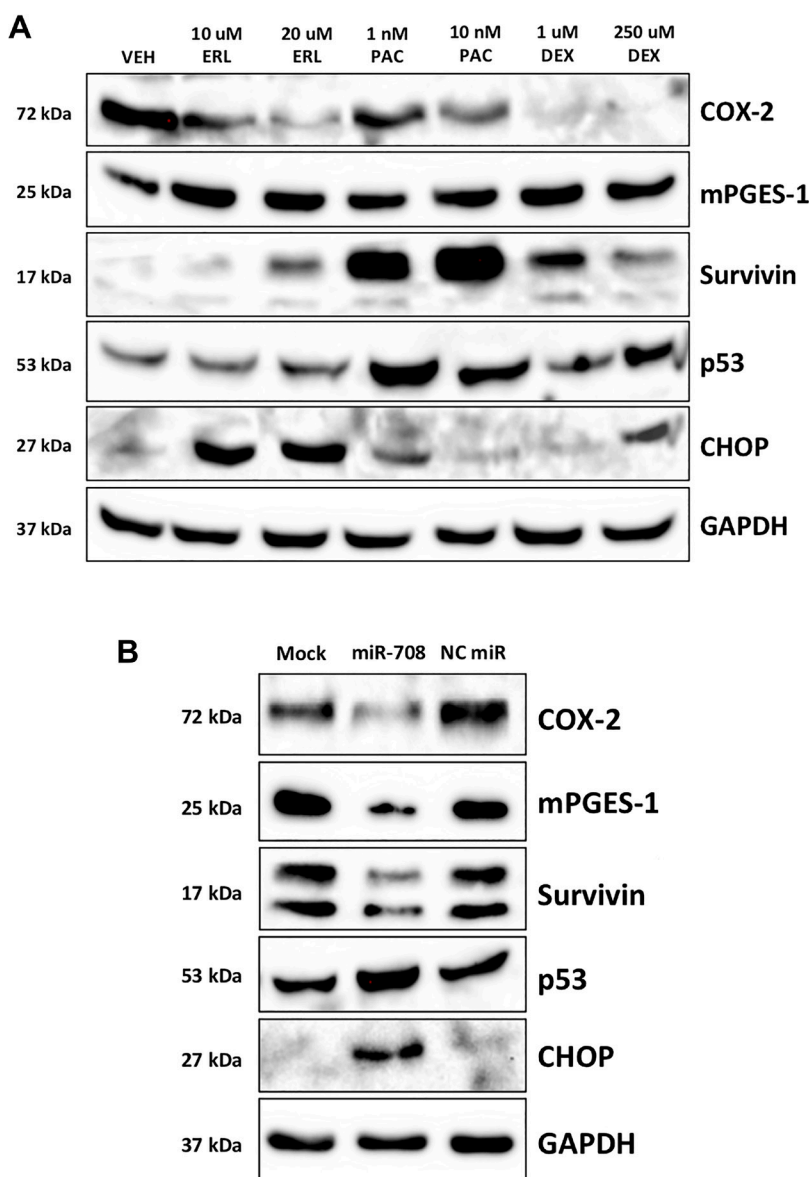 A
10 uM 20 uM 1 nM 10 nM 1 uM 250 uM
VEH ERL ERL PAC PAC DEX DEX
72 kDa COX-2
25 kDa mPGES-1
17 kDa Survivin
53 kDa p53
27 kDa CHOP
37 kDa GAPDH
B
Mock miR-708 NC miR
72 kDa COX-2
25 kDa mPGES-1
17 kDa Survivin
53 kDa p53
27 kDa CHOP
37 kDa GAPDH